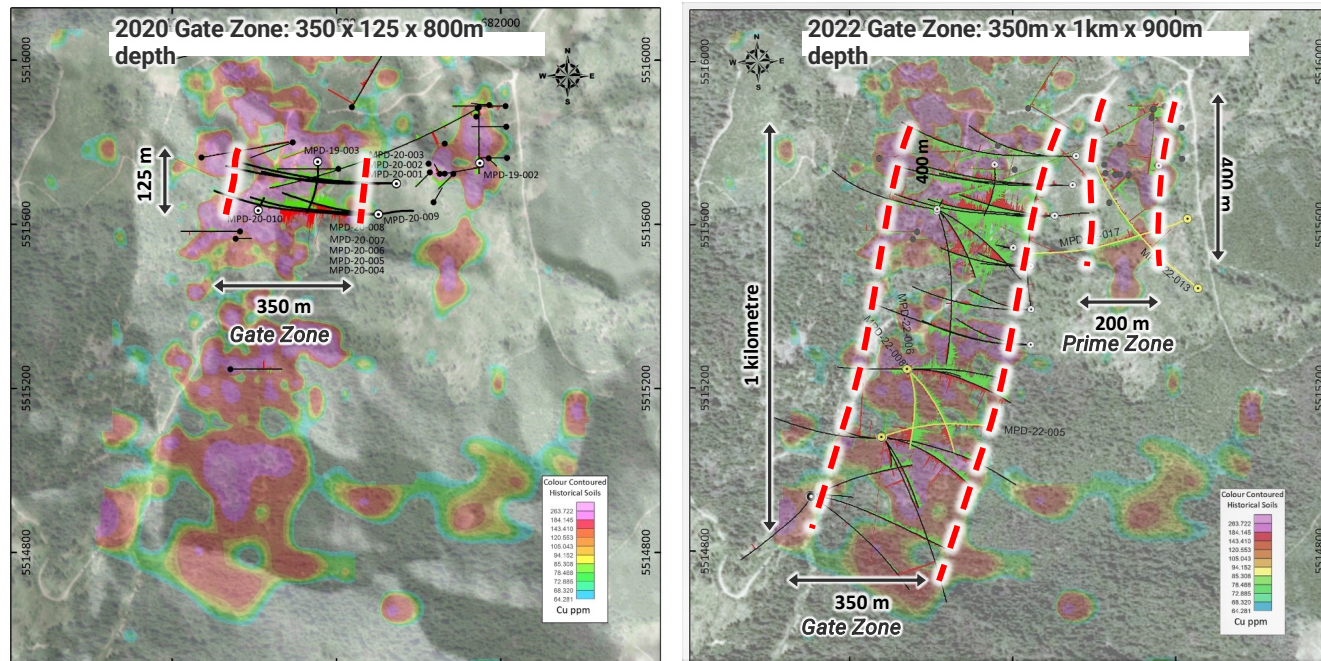 2020 Gate Zone: 350 x 125 x 800m
depth
682000
5516000
5516000
N
W E
S
MPD-19-003
MPD-20-003
MPD-20-002
MPD-20-001
MPD-19-002
125 m
MPD-20-010
MPD-20-009
MPD-20-008
MPD-20-007
MPD-20-006
MPD-20-005
MPD-20-004
5515600
5515600
350 m
Gate Zone
5515200
5515200
5514800
5514800
Colour Contoured
Historical Soils
263.722
184.145
143.410
120.553
105.043
94.152
85.308
78.488
72.885
68.320
64.281
Cu ppm
2022 Gate Zone: 350m x 1km x 900m
depth
5516000
5516000
N
W E
S
400 m
400 m
5515600
5515600
017
22-013
200 m
Prime Zone
1 kilometre
MPD-22-006
MPD-22-008
5515200
5515200
MPD-22-005
5514800
5514800
350 m
Gate Zone
Colour Contoured
Historical Soils
263.722
184.145
143.410
120.553
105.043
94.152
85.308
78.488
72.885
68.320
64.281
Cu ppm